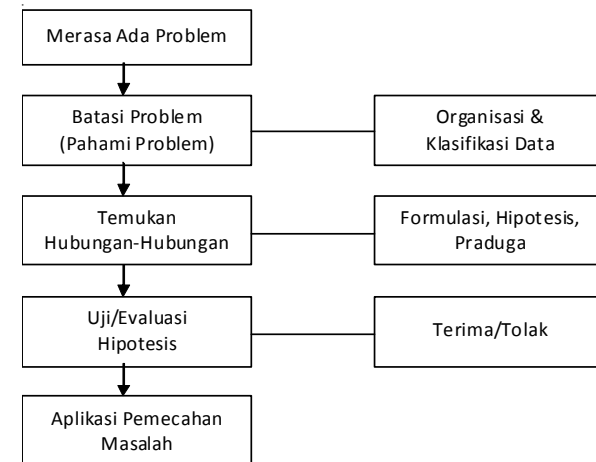 Merasa Ada Problem
Batasi Problem
(Pahami Problem)
Organisasi &
Klasifikasi Data
Temukan
Hubungan-Hubungan
Formulasi, Hipotesis,
Praduga
Uji/Evaluasi
Hipotesis
Terima/Tolak
Aplikasi Pemecahan
Masalah